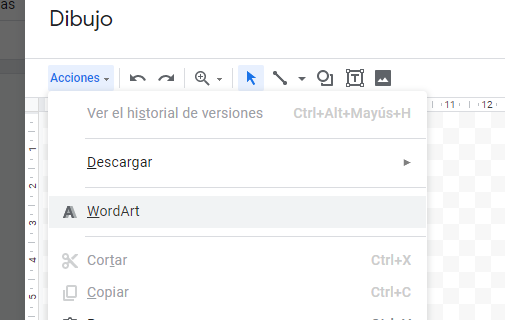 as
Dibujo
Acciones
Ver el historial de versiones Ctrl+Alt+Mayús+H
11 12
Descargar
1
2
WordArt
3
Cortar Ctrl+X
4
Copiar Ctrl+C
5